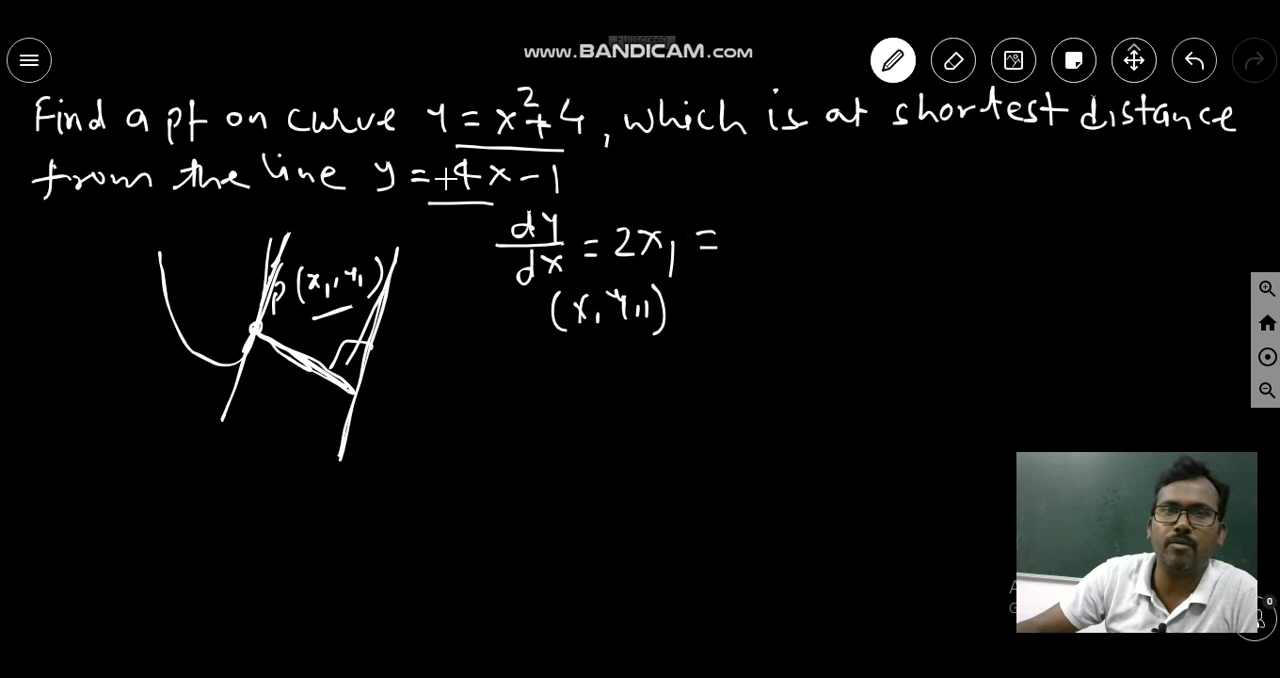 www.BANDICAM.com
Find a pt on curve y = x²+4, which is at shortest distance
from the line y = +4x-1
dy/dx = 2x₁ =
(x₁, y₁)
P (x₁, y₁)
0